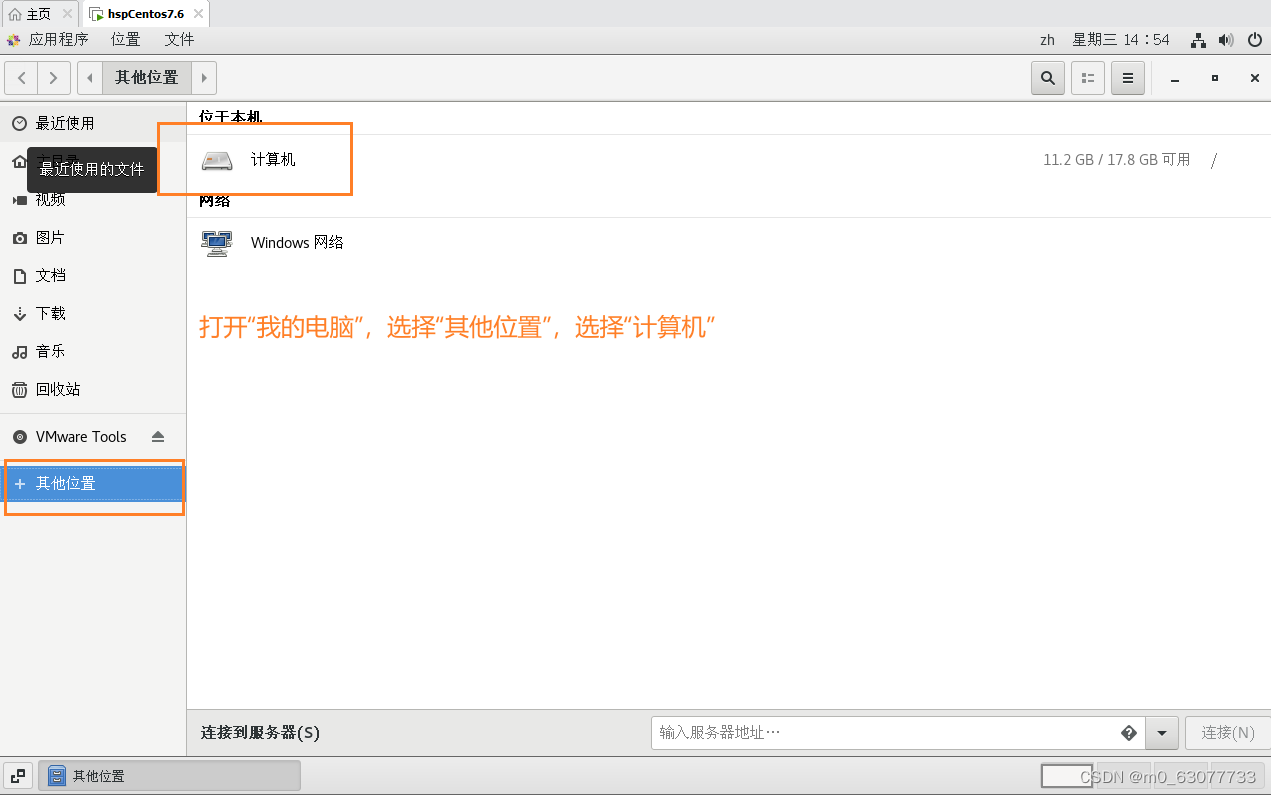 主页
hspCentos7.6
应用程序 位置 文件
zh 星期三 14：54
其他位置
最近使用
最近使用的文件
视频
图片
文档
下载
音乐
回收站
VMware Tools
其他位置
位于本机
计算机
11.2 GB / 17.8 GB 可用 /
网络
Windows 网络
打开“我的电脑”，选择“其他位置”，选择“计算机”
连接到服务器(S)
输入服务器地址…
连接(N)
其他位置
CSDN @m0_63077733